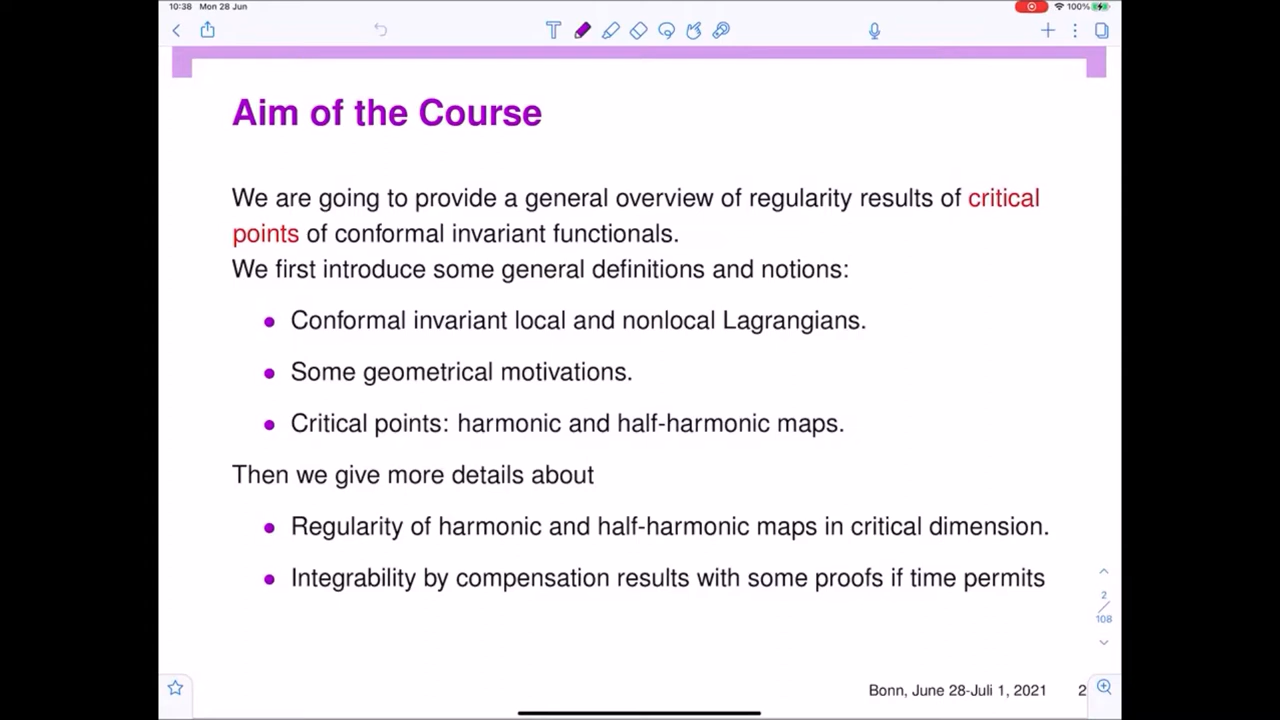 10:38 Mon 28 Jun
100%
T
Aim of the Course
We are going to provide a general overview of regularity results of critical
points of conformal invariant functionals.
We first introduce some general definitions and notions:
Conformal invariant local and nonlocal Lagrangians.
Some geometrical motivations.
Critical points: harmonic and half-harmonic maps.
Then we give more details about
Regularity of harmonic and half-harmonic maps in critical dimension.
Integrability by compensation results with some proofs if time permits
2
/
108
Bonn, June 28-Juli 1, 2021 2